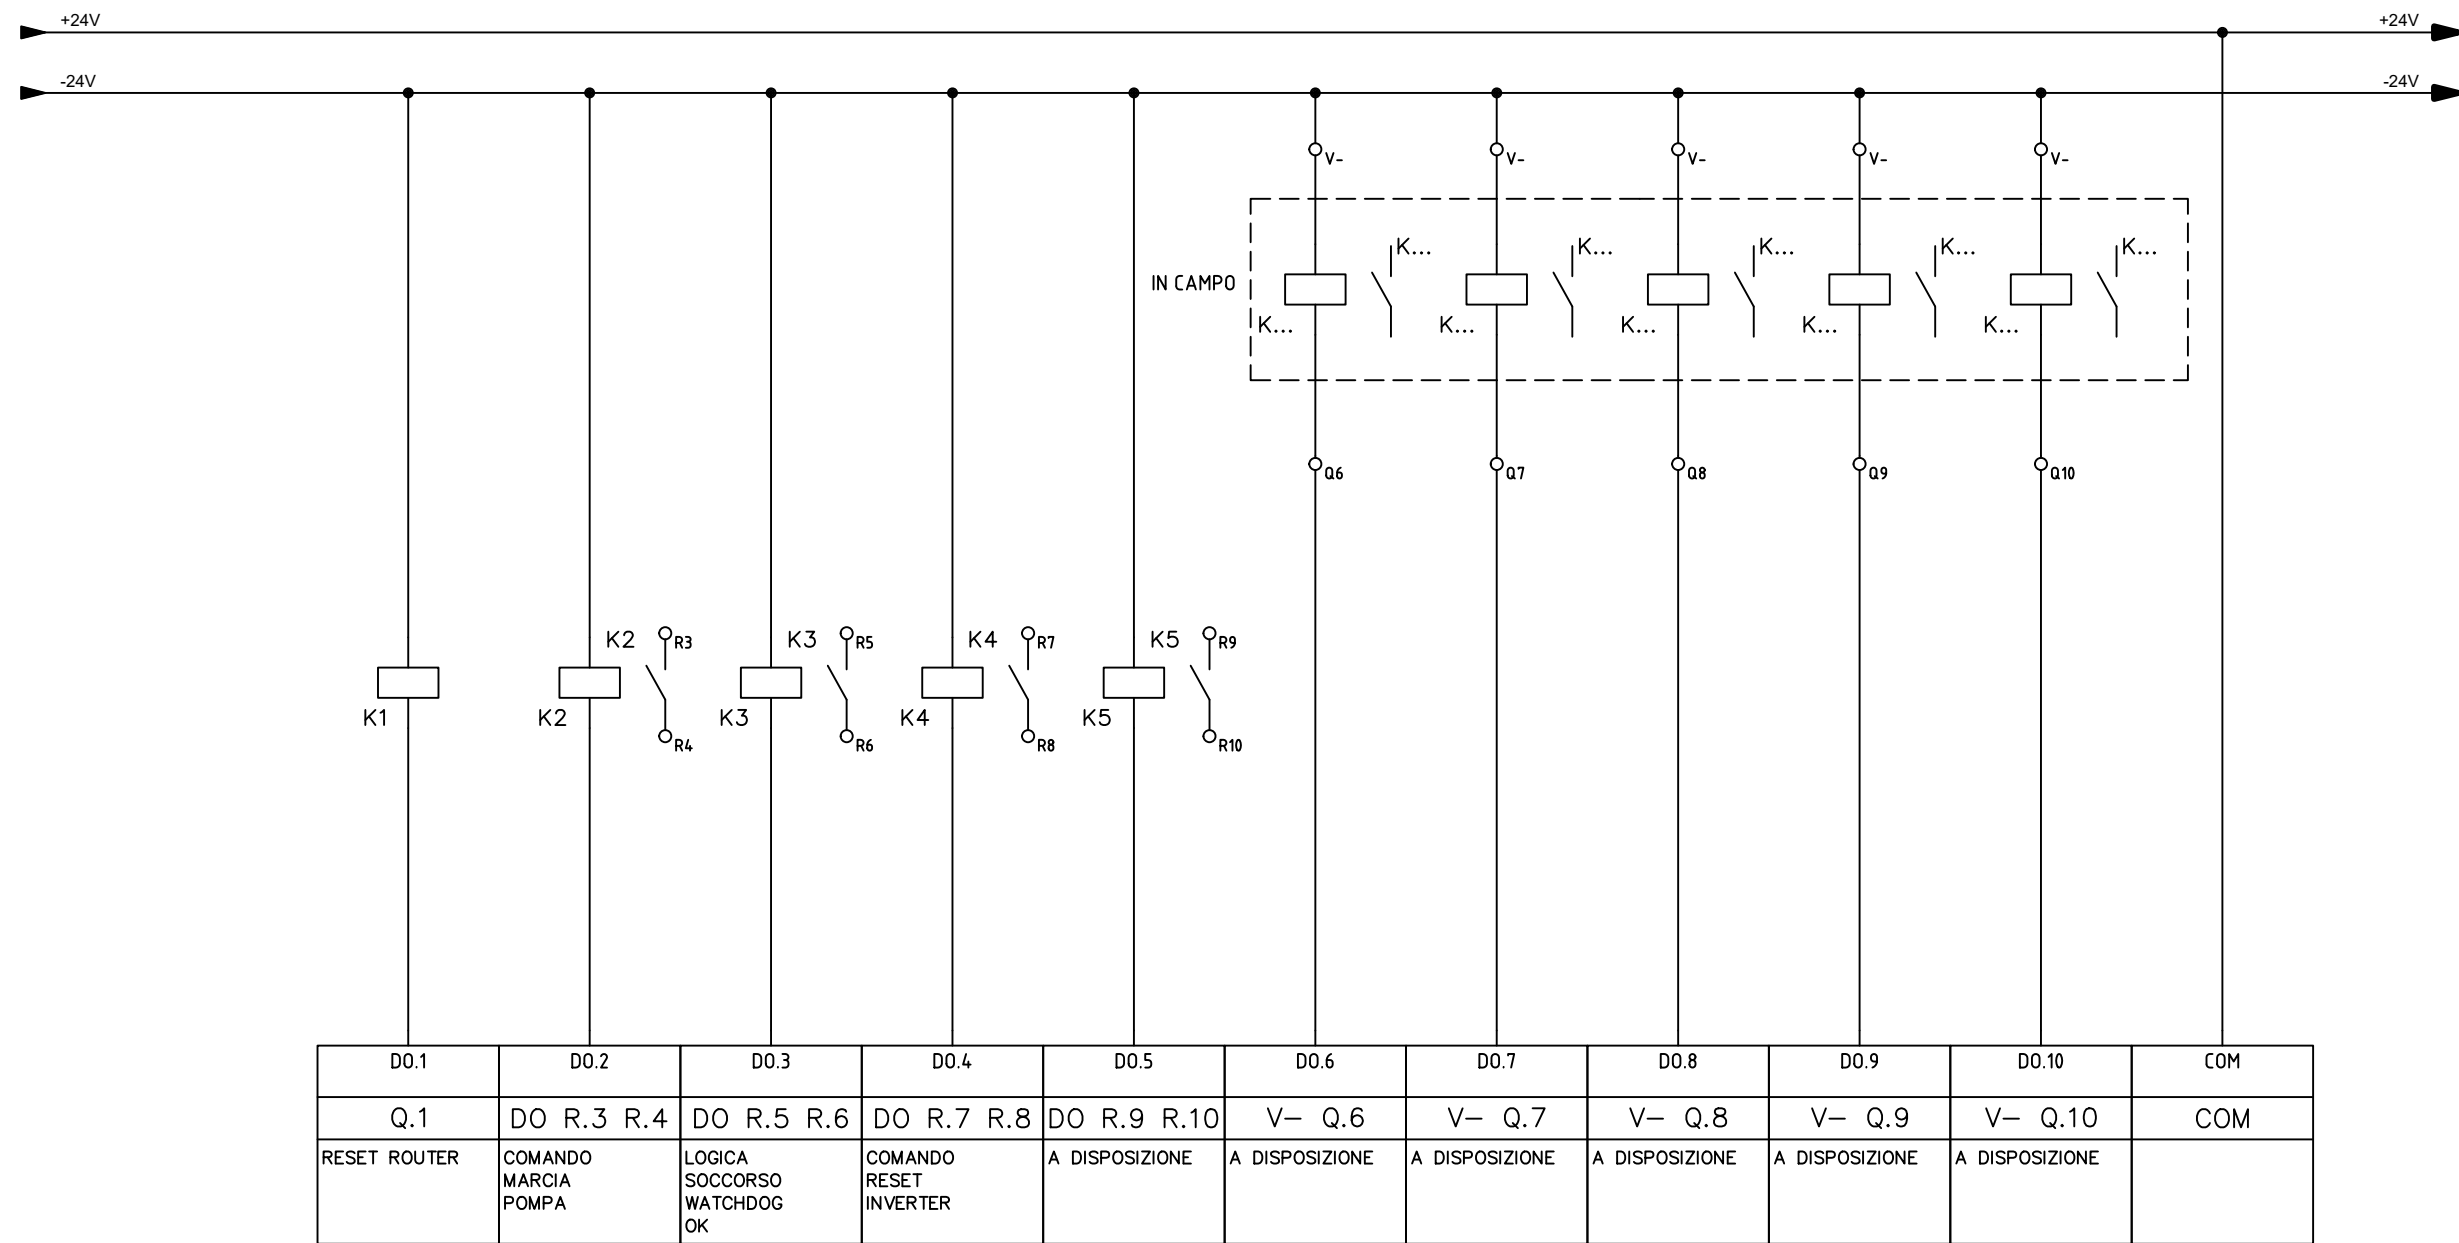 +24V +24V
-24V -24V
V- V- V- V- V-
K... K... K... K... K...
IN CAMPO
K... K... K... K... K...
Q6 Q7 Q8 Q9 Q10
K2 R3 K3 R5 K4 R7 K5 R9
K1 K2 K3 K4 K5
R4 R6 R8 R10
DO.1 DO.2 DO.3 DO.4 DO.5 DO.6 DO.7 DO.8 DO.9 DO.10 COM
Q.1 DO R.3 R.4 DO R.5 R.6 DO R.7 R.8 DO R.9 R.10 V- Q.6 V- Q.7 V- Q.8 V- Q.9 V- Q.10 COM
RESET ROUTER
COMANDO
MARCIA
POMPA
LOGICA
SOCCORSO
WATCHDOG
OK
COMANDO
RESET
INVERTER
A DISPOSIZIONE
A DISPOSIZIONE
A DISPOSIZIONE
A DISPOSIZIONE
A DISPOSIZIONE
A DISPOSIZIONE